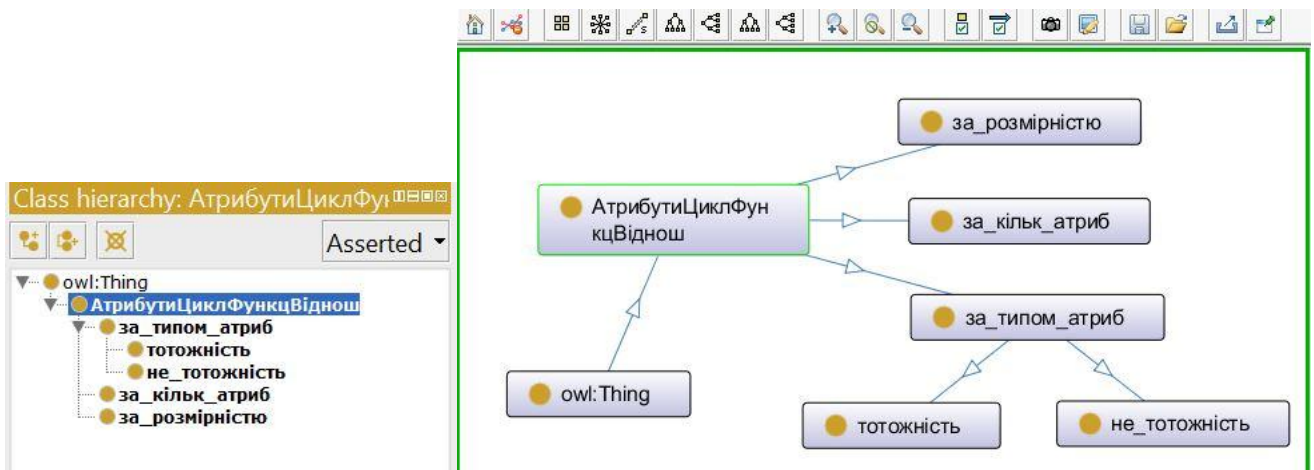 Class hierarchy: АтрибутиЦиклФу
Asserted
owl:Thing
АтрибутиЦиклФункцВіднош
за_типом_атриб
тотожність
не_тотожність
за_кільк_атриб
за_розмірністю
за_розмірністю
АтрибутиЦиклФун
кцВіднош
за_кільк_атриб
за_типом_атриб
owl:Thing
тотожність
не_тотожність